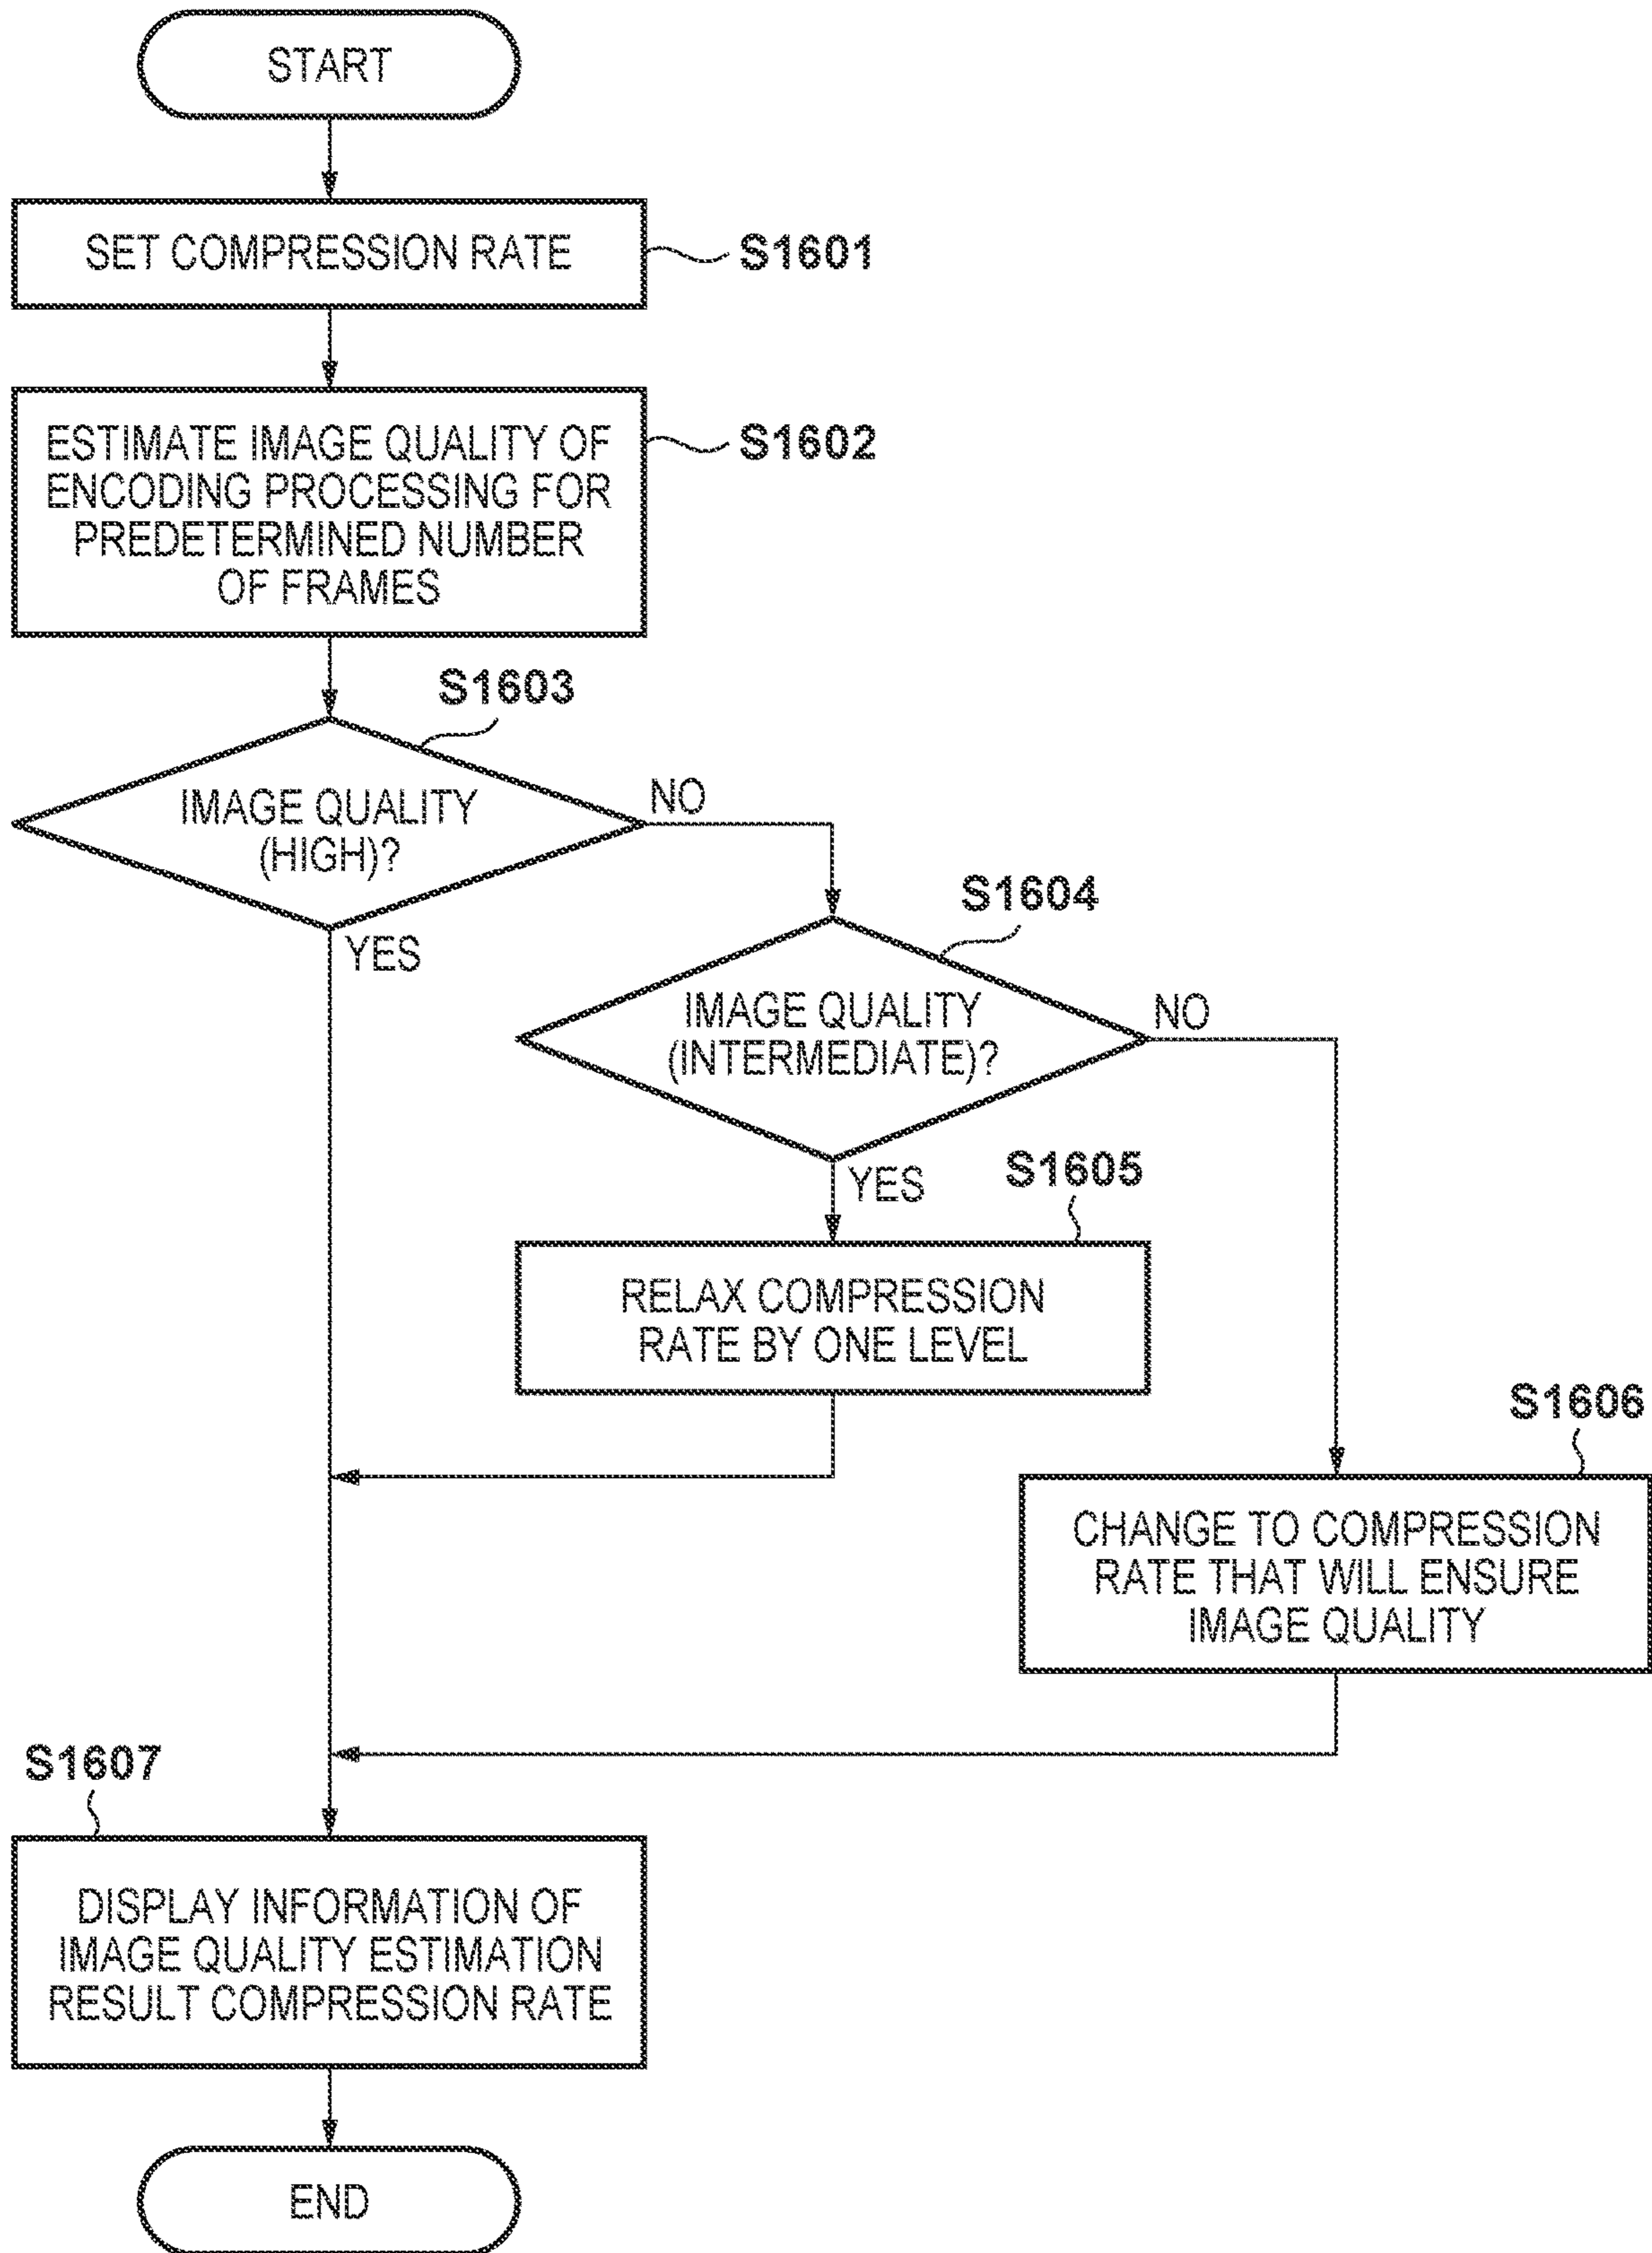 START
SET COMPRESSION RATE
S1601
ESTIMATE IMAGE QUALITY OF
ENCODING PROCESSING FOR
PREDETERMINED NUMBER
OF FRAMES
S1602
S1603
IMAGE QUALITY
(HIGH)?
NO
YES
S1604
IMAGE QUALITY
(INTERMEDIATE)?
NO
YES
S1605
RELAX COMPRESSION
RATE BY ONE LEVEL
S1606
CHANGE TO COMPRESSION
RATE THAT WILL ENSURE
IMAGE QUALITY
S1607
DISPLAY INFORMATION OF
IMAGE QUALITY ESTIMATION
RESULT COMPRESSION RATE
END